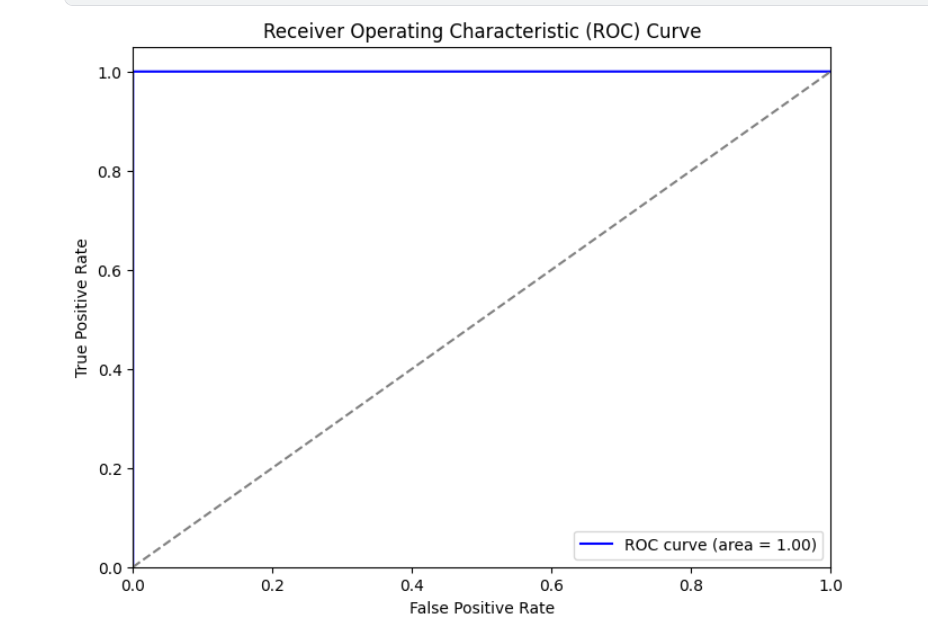 Receiver Operating Characteristic (ROC) Curve
1.0
0.8
0.6
0.4
0.2
0.0
True Positive Rate
ROC curve (area = 1.00)
0.0 0.2 0.4 0.6 0.8 1.0
False Positive Rate